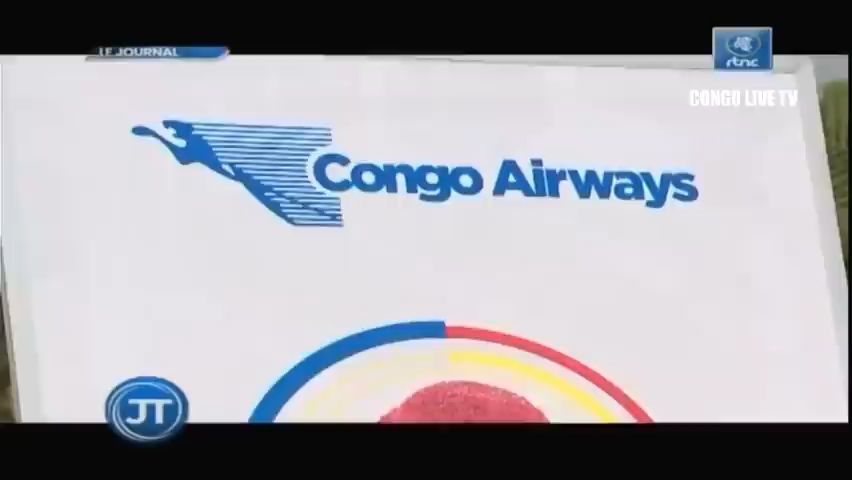 LE JOURNAL
rtnc
CONGO LIVE TV
Congo Airways
JT